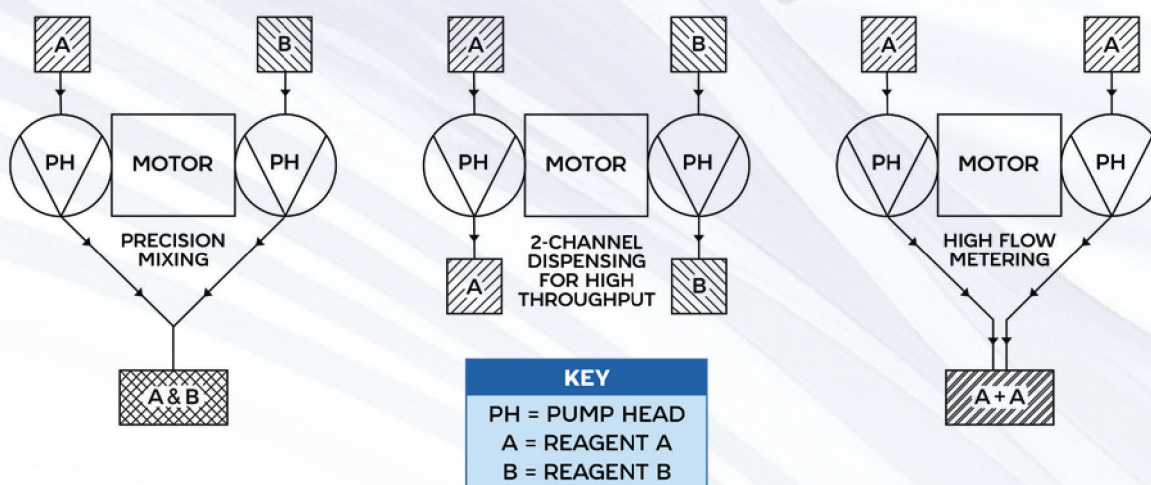 A
B
PH
MOTOR
PH
PRECISION
MIXING
A & B
A
B
PH
MOTOR
PH
2-CHANNEL
DISPENSING
FOR HIGH
THROUGHPUT
A
B
A
A
PH
MOTOR
PH
HIGH FLOW
METERING
A + A
KEY
PH = PUMP HEAD
A = REAGENT A
B = REAGENT B